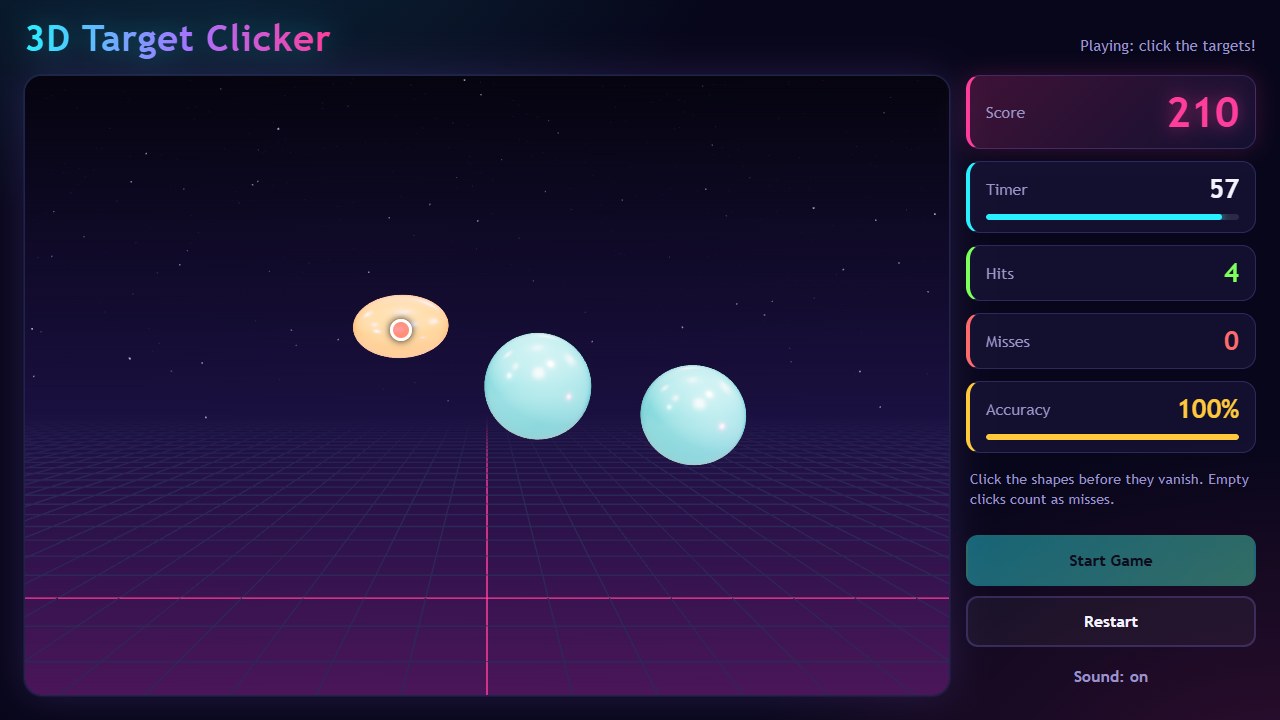 3D Target Clicker
Playing: click the targets!
Score
210
Timer
57
Hits
4
Misses
0
Accuracy
100%
Click the shapes before they vanish. Empty
clicks count as misses.
Start Game
Restart
Sound: on